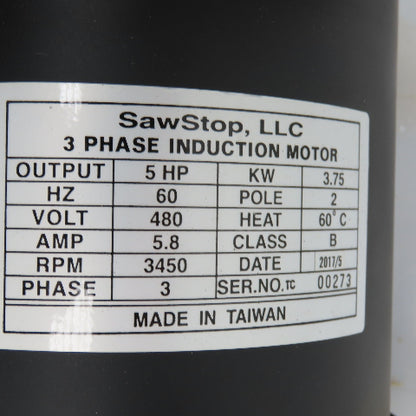 SawStop, LLC
3 PHASE INDUCTION MOTOR
OUTPUT 5 HP KW 3.75
HZ 60 POLE 2
VOLT 480 HEAT 60°C
AMP 5.8 CLASS B
RPM 3450 DATE 2017/5
PHASE 3 SER.NO.TC 00273
MADE IN TAIWAN